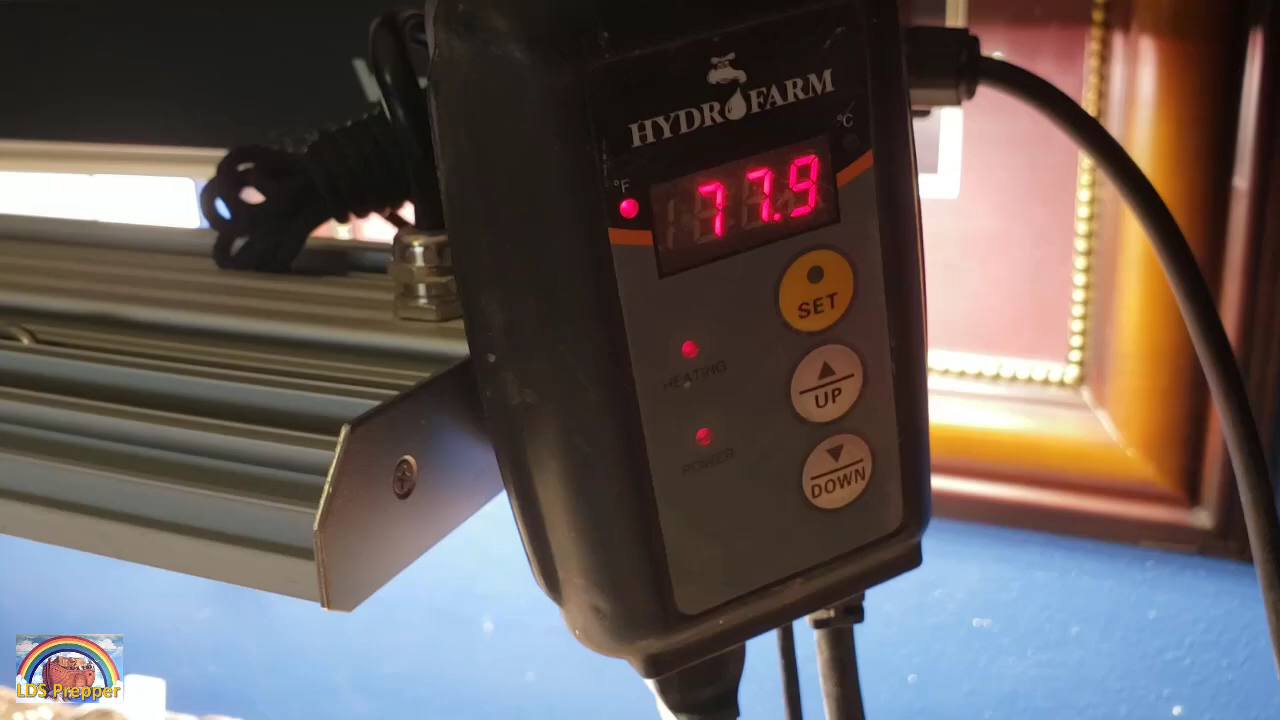 HYDROFARM
°C
°F
77.9
SET
HEATING
UP
POWER
DOWN
LDS Prepper